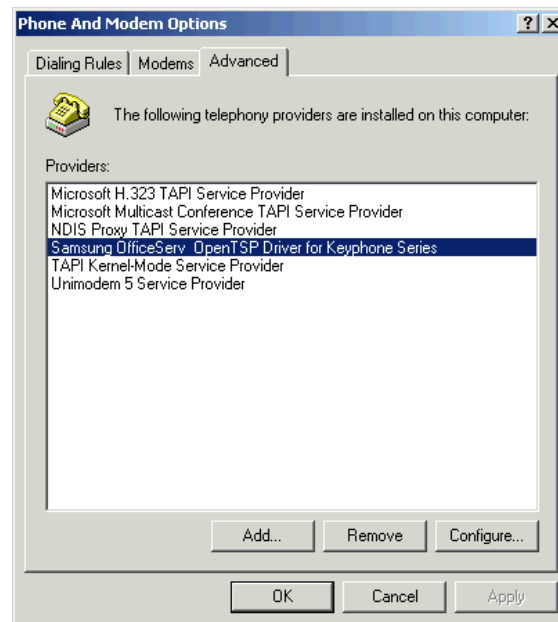 Phone And Modem Options
Dialing Rules Modems Advanced
The following telephony providers are installed on this computer:
Providers:
Microsoft H.323 TAPI Service Provider
Microsoft Multicast Conference TAPI Service Provider
NDIS Proxy TAPI Service Provider
Samsung OfficeServ OpenTSP Driver for Keyphone Series
TAPI Kernel-Mode Service Provider
Unimodem 5 Service Provider
Add... Remove Configure...
OK Cancel Apply